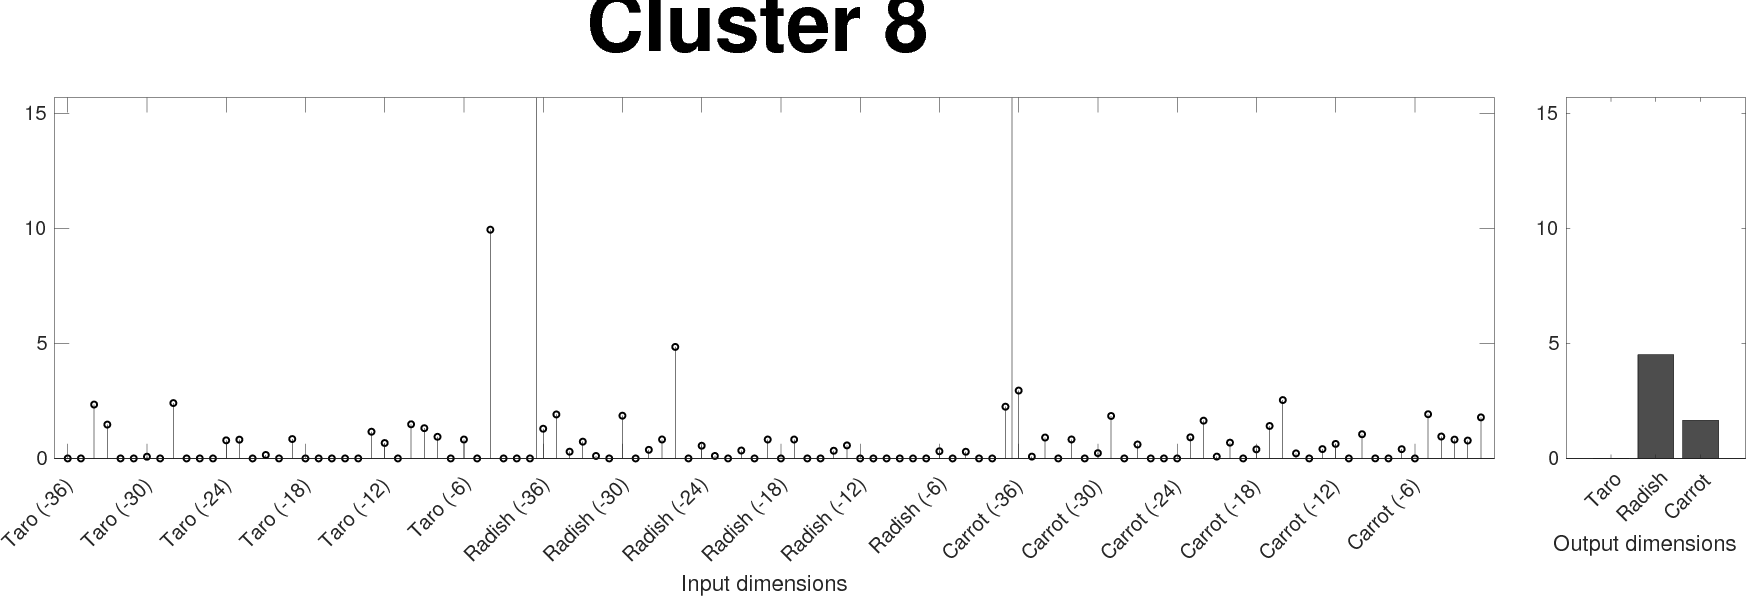 Cluster 8
15
10
5
0
Taro (-36)
Taro (-30)
Taro (-24)
Taro (-18)
Taro (-12)
Taro (-6)
Radish (-36)
Radish (-30)
Radish (-24)
Radish (-18)
Radish (-12)
Radish (-6)
Carrot (-36)
Carrot (-30)
Carrot (-24)
Carrot (-18)
Carrot (-12)
Carrot (-6)
Input dimensions
15
10
5
0
Taro
Radish
Carrot
Output dimensions